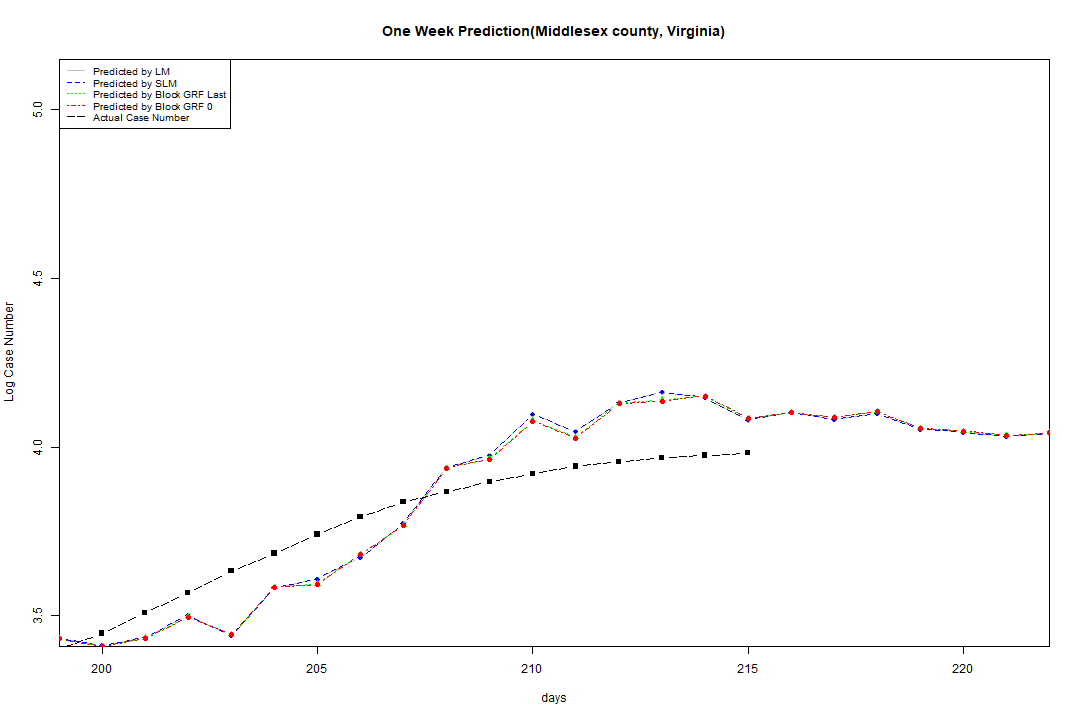 One Week Prediction(Middlesex county, Virginia)
Predicted by LM
Predicted by SLM
Predicted by Block GRF Last
Predicted by Block GRF 0
Actual Case Number
5.0
4.5
4.0
3.5
Log Case Number
200 205 210 215 220
days